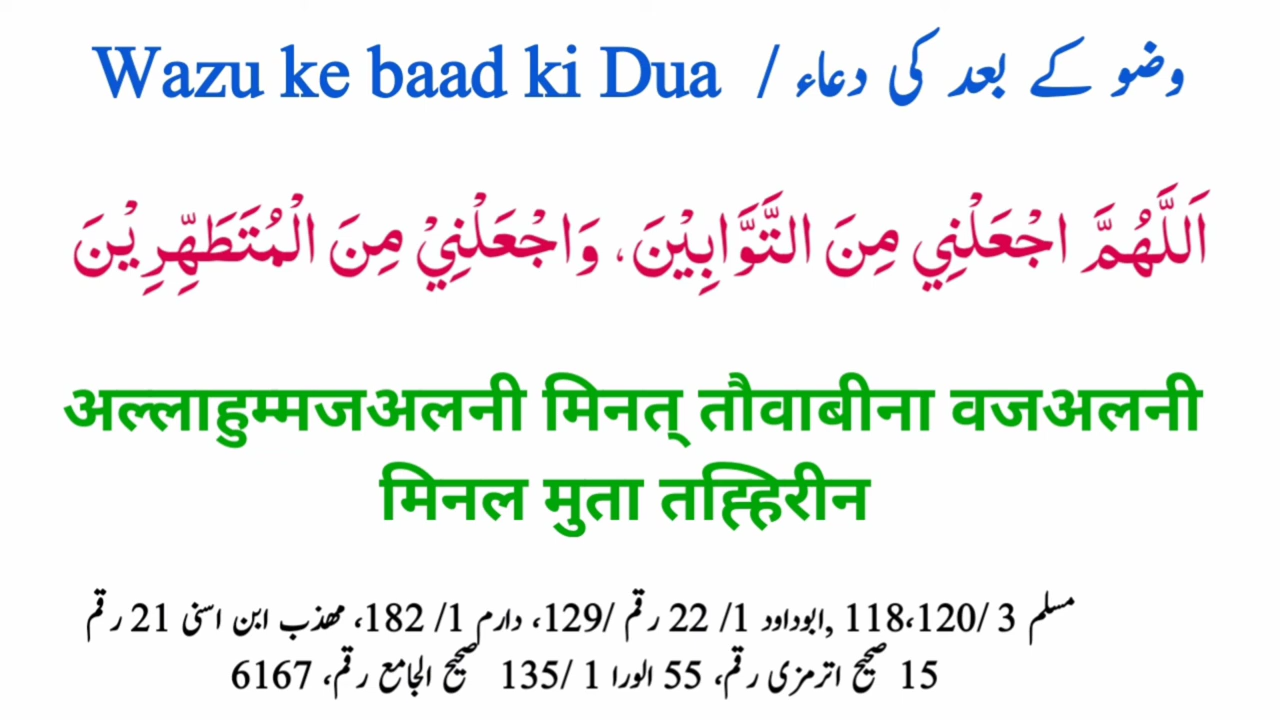 Wazu ke baad ki Dua / وضو کے بعد کی دعاء
اَللَّهُمَّ اجْعَلْنِي مِنَ التَّوَّابِيْنَ، وَاجْعَلْنِيْ مِنَ الْمُتَطَهِّرِيْنَ
अल्लाहुम्मजअलनी मिनत् तौवाबीना वजअलनी
मिनल मुता तह्हिरीन
مسلم 3 /118،120 ,ابوداود 1/ 22 رقم /129، دارم 1/ 182، مھذب ابن اسنی 21 رقم
15 صحیح اترمزی رقم، 55 الورا 1 /135 صحیح الجامع رقم، 6167